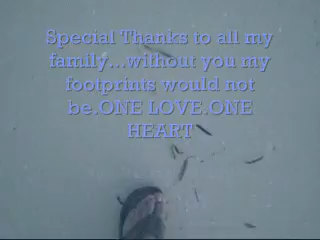 Special Thanks to all my
family...without you my
footprints would not
be.ONE LOVE.ONE
HEART